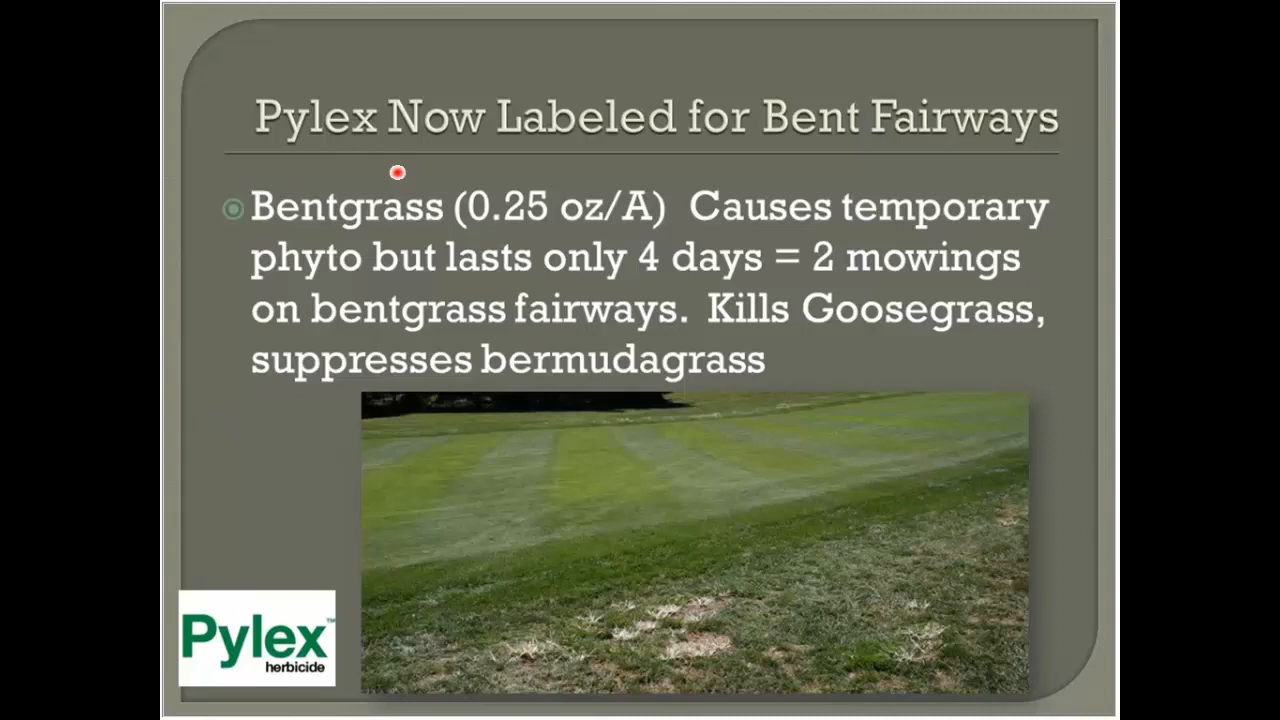 Pylex Now Labeled for Bent Fairways
Bentgrass (0.25 oz/A)  Causes temporary
phyto but lasts only 4 days = 2 mowings
on bentgrass fairways.  Kills Goosegrass,
suppresses bermudagrass
Pylex™
herbicide